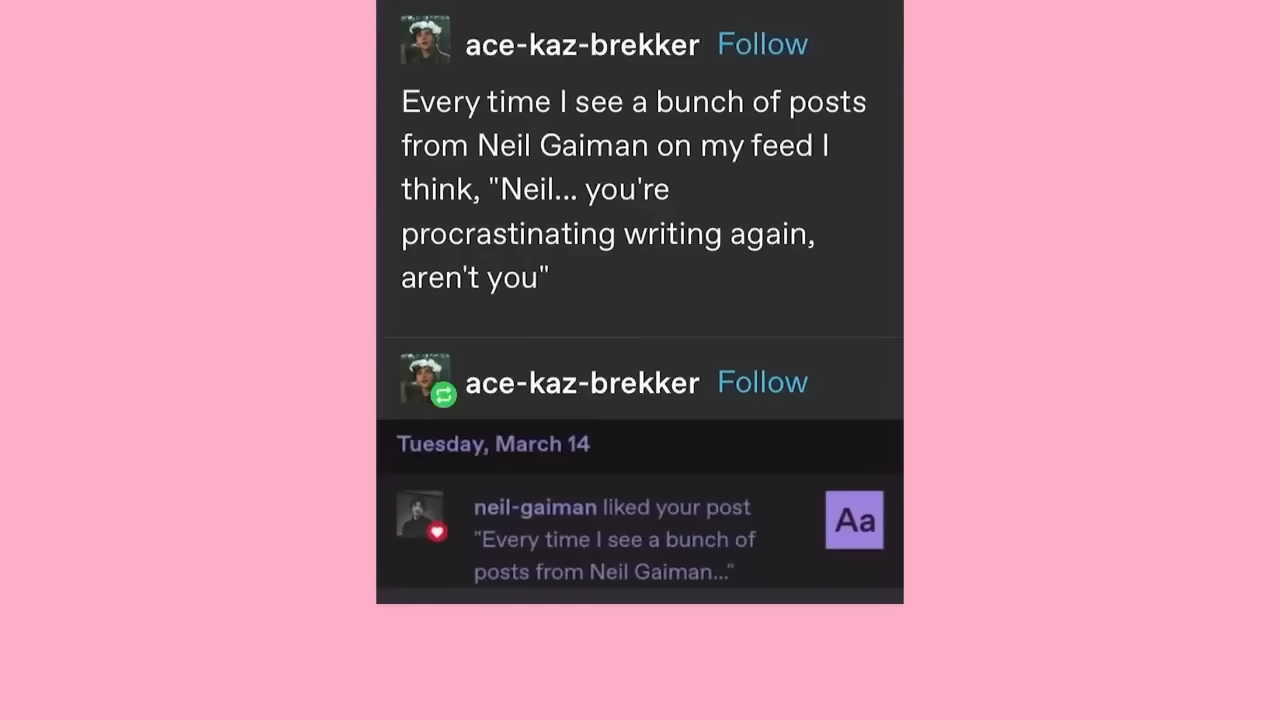 ace-kaz-brekker Follow
Every time I see a bunch of posts
from Neil Gaiman on my feed I
think, "Neil... you're
procrastinating writing again,
aren't you"
ace-kaz-brekker Follow
Tuesday, March 14
neil-gaiman liked your post
"Every time I see a bunch of
posts from Neil Gaiman..."
Aa